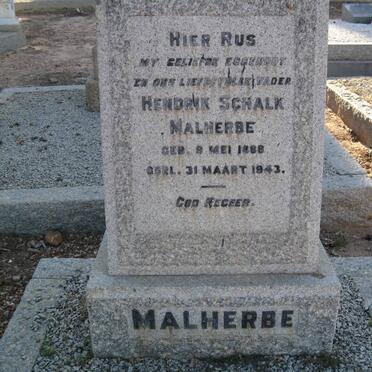 HIER RUS
MY GELIEFDE EGGENOOT
EN ONS LIEFDEVOLLE VADER
HENDRIK SCHALK
MALHERBE
GEB. 8 MEI 1888
OORL. 31 MAART 1943.
GOD REGEER.
MALHERBE